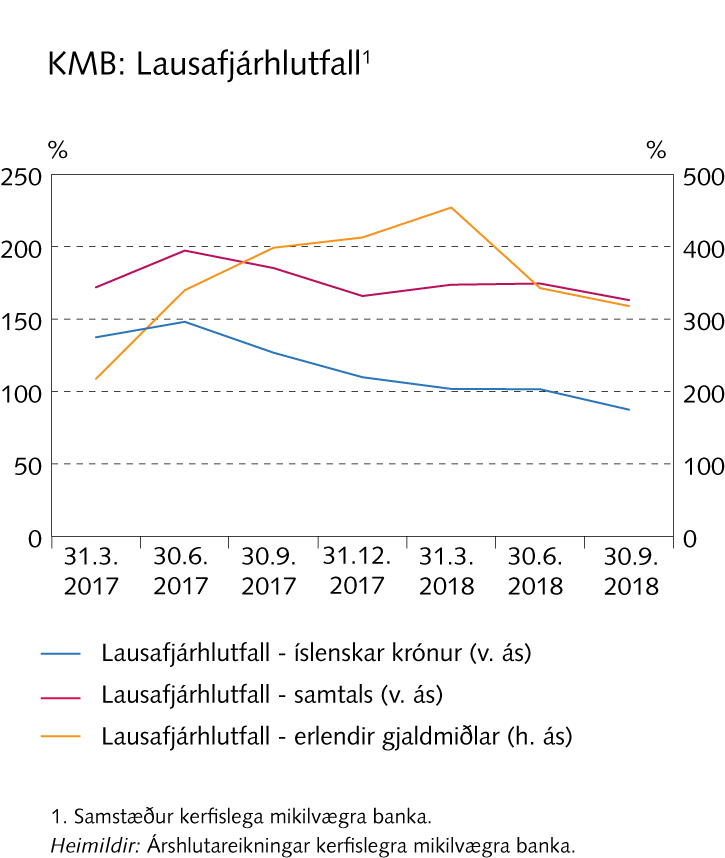 KMB: Lausafjárhlutfall¹
% %
250 500
200 400
150 300
100 200
50 100
0 0
31.3. 30.6. 30.9. 31.12. 31.3. 30.6. 30.9.
2017 2017 2017 2017 2018 2018 2018
Lausafjárhlutfall - íslenskar krónur (v. ás)
Lausafjárhlutfall - samtals (v. ás)
Lausafjárhlutfall - erlendir gjaldmiðlar (h. ás)
1. Samstæður kerfislega mikilvægra banka.
Heimildir: Árshlutareikningar kerfislegra mikilvægra banka.